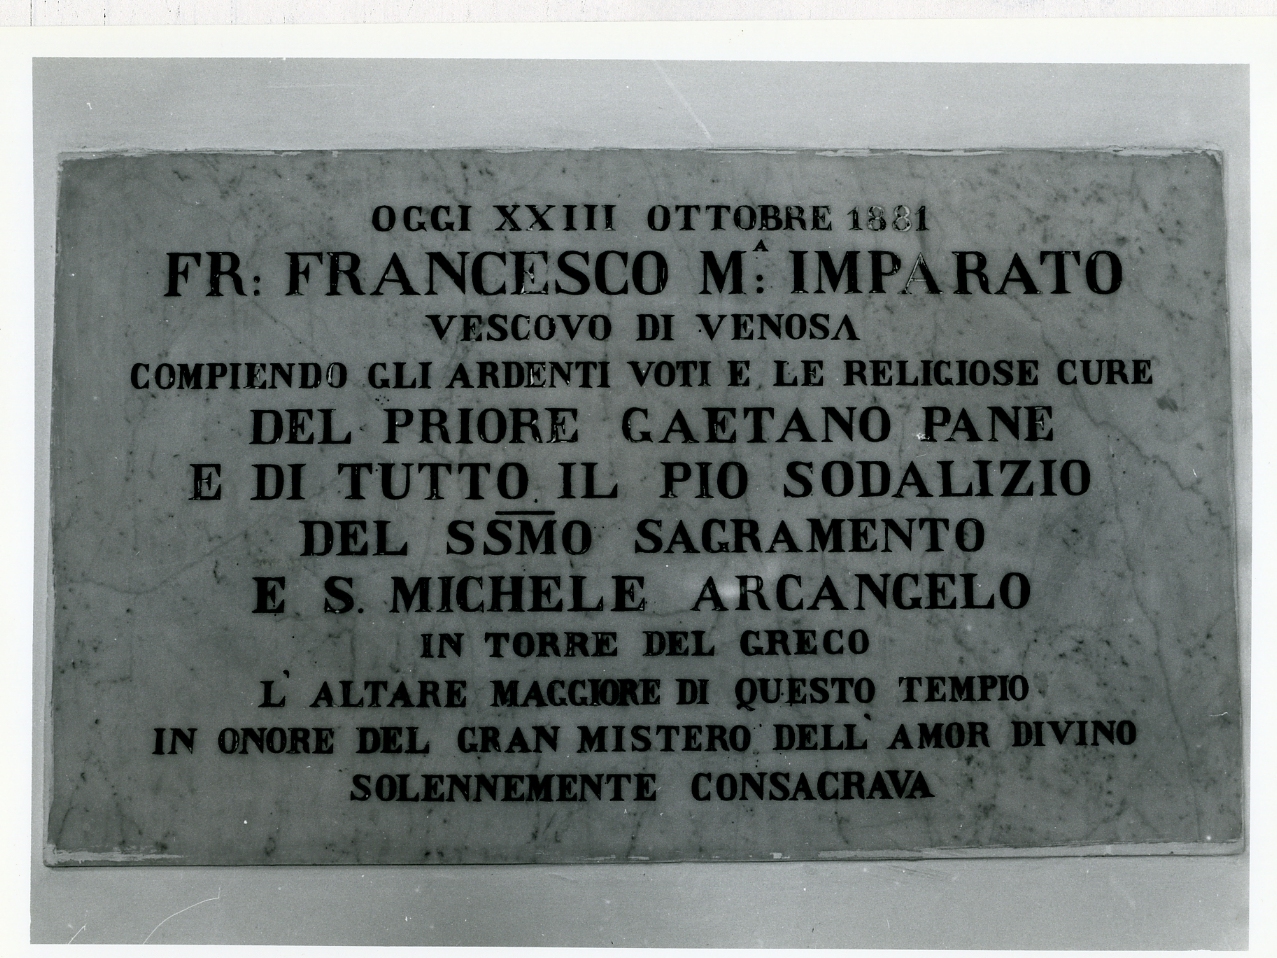 OGGI XXIII OTTOBRE 1881
FR: FRANCESCO M:ᴬ IMPARATO
VESCOVO DI VENOSA
COMPIENDO GLI ARDENTI VOTI E LE RELIGIOSE CURE
DEL PRIORE GAETANO PANE
E DI TUTTO IL PIO SODALIZIO
DEL SSMO SACRAMENTO
E S. MICHELE ARCANGELO
IN TORRE DEL GRECO
L'ALTARE MAGGIORE DI QUESTO TEMPIO
IN ONORE DEL GRAN MISTERO DELL'AMOR DIVINO
SOLENNEMENTE CONSACRAVA